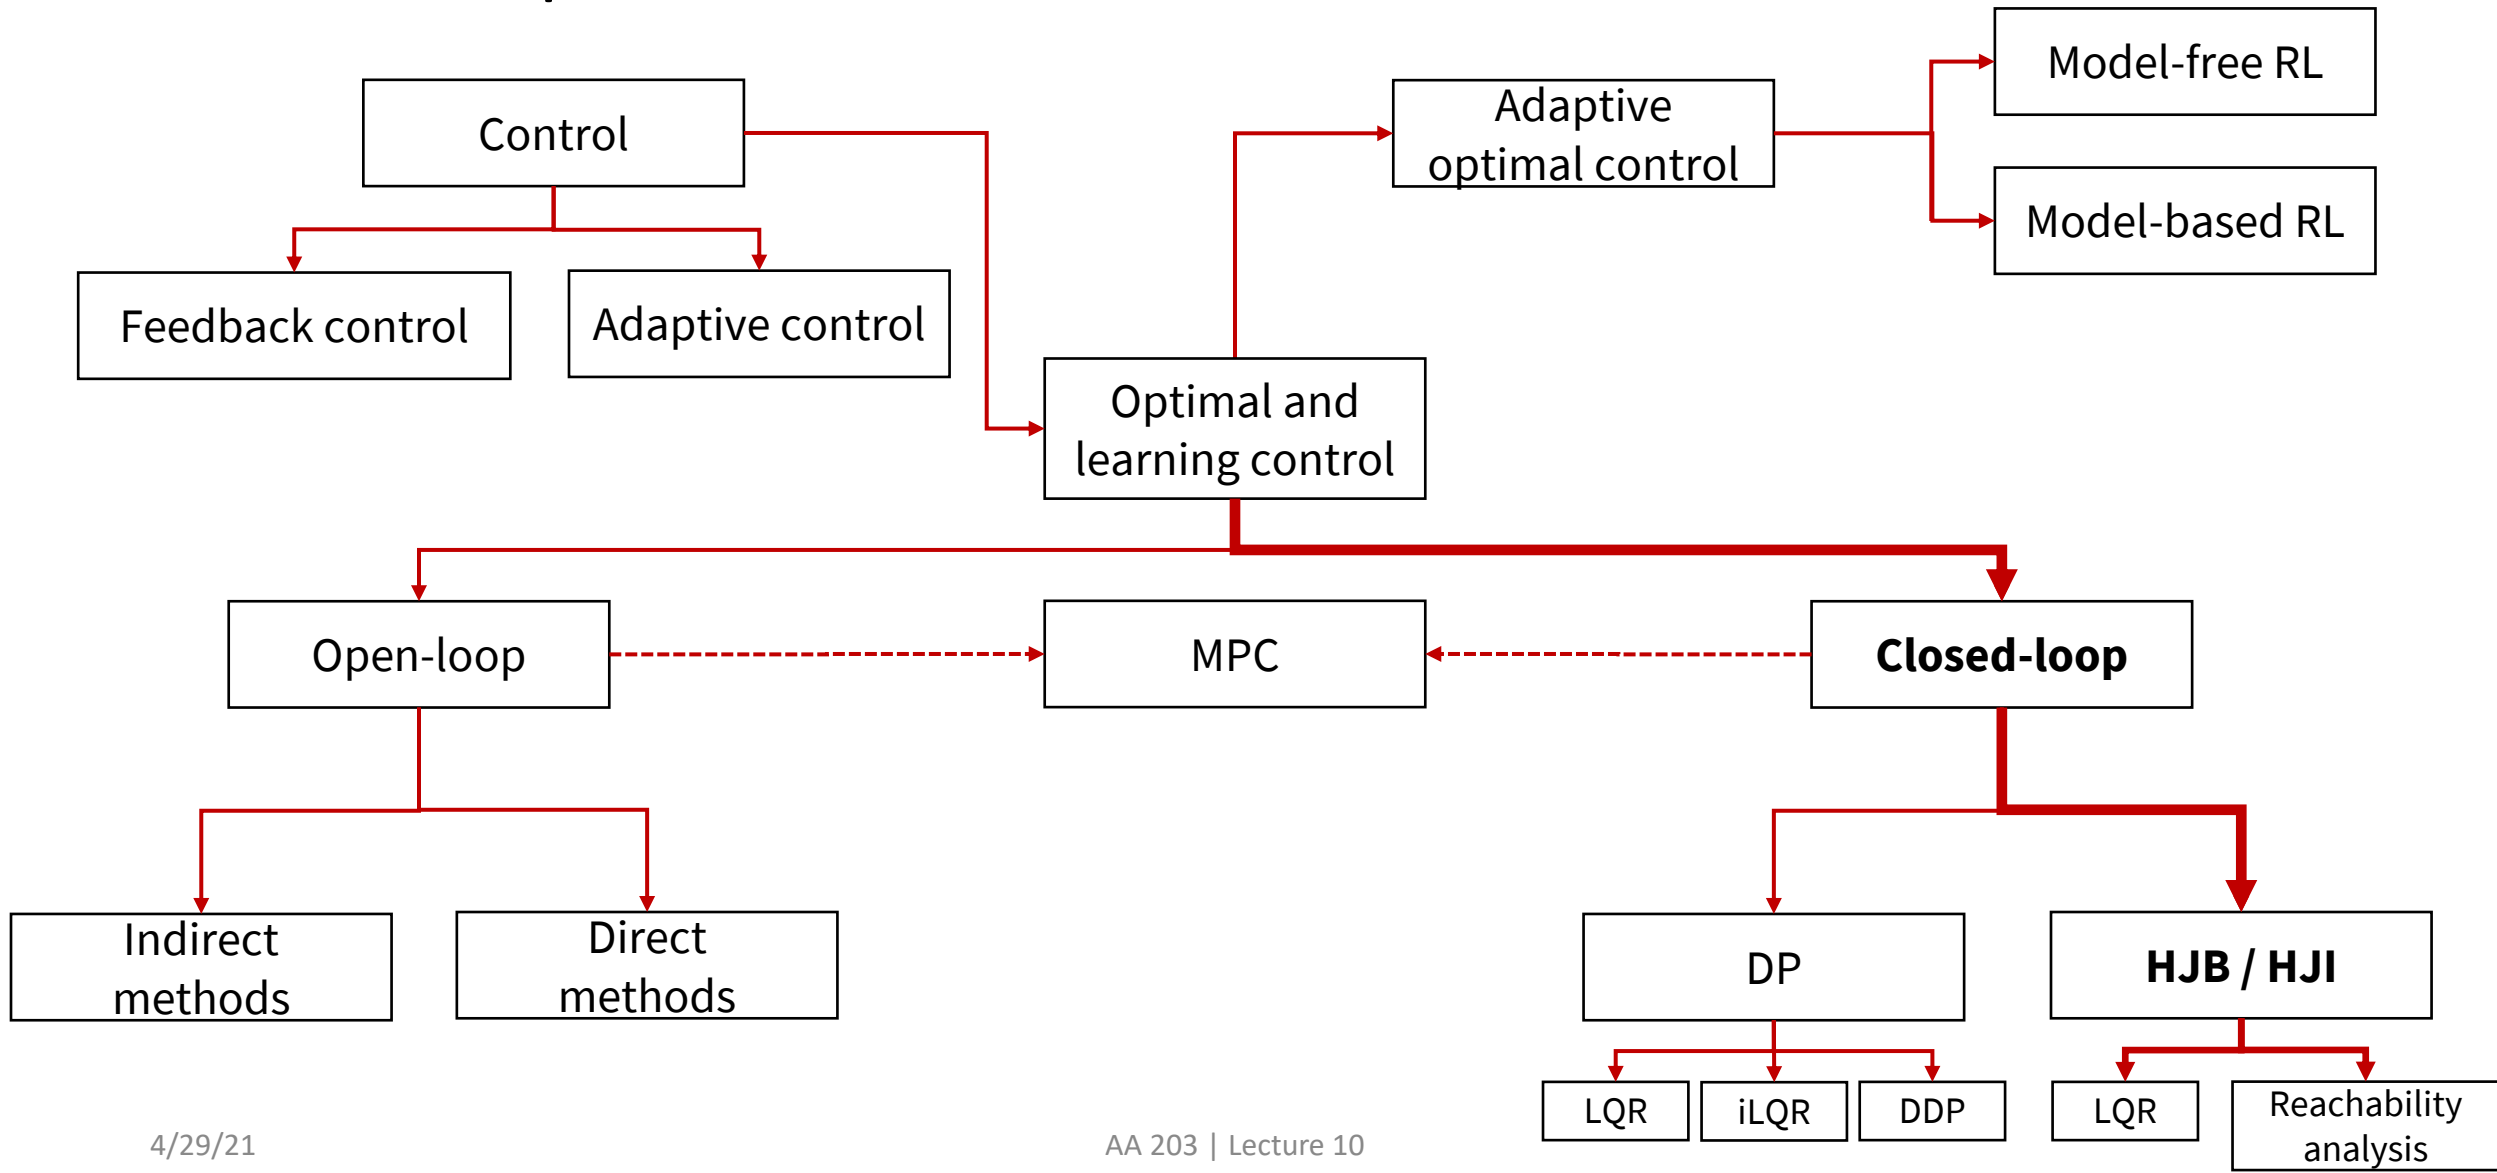 Model-free RL
Control
Adaptive
optimal control
Model-based RL
Feedback control
Adaptive control
Optimal and
learning control
Open-loop
MPC
Closed-loop
Indirect
methods
Direct
methods
DP
HJB / HJI
LQR
iLQR
DDP
LQR
Reachability
analysis
4/29/21
AA 203 | Lecture 10